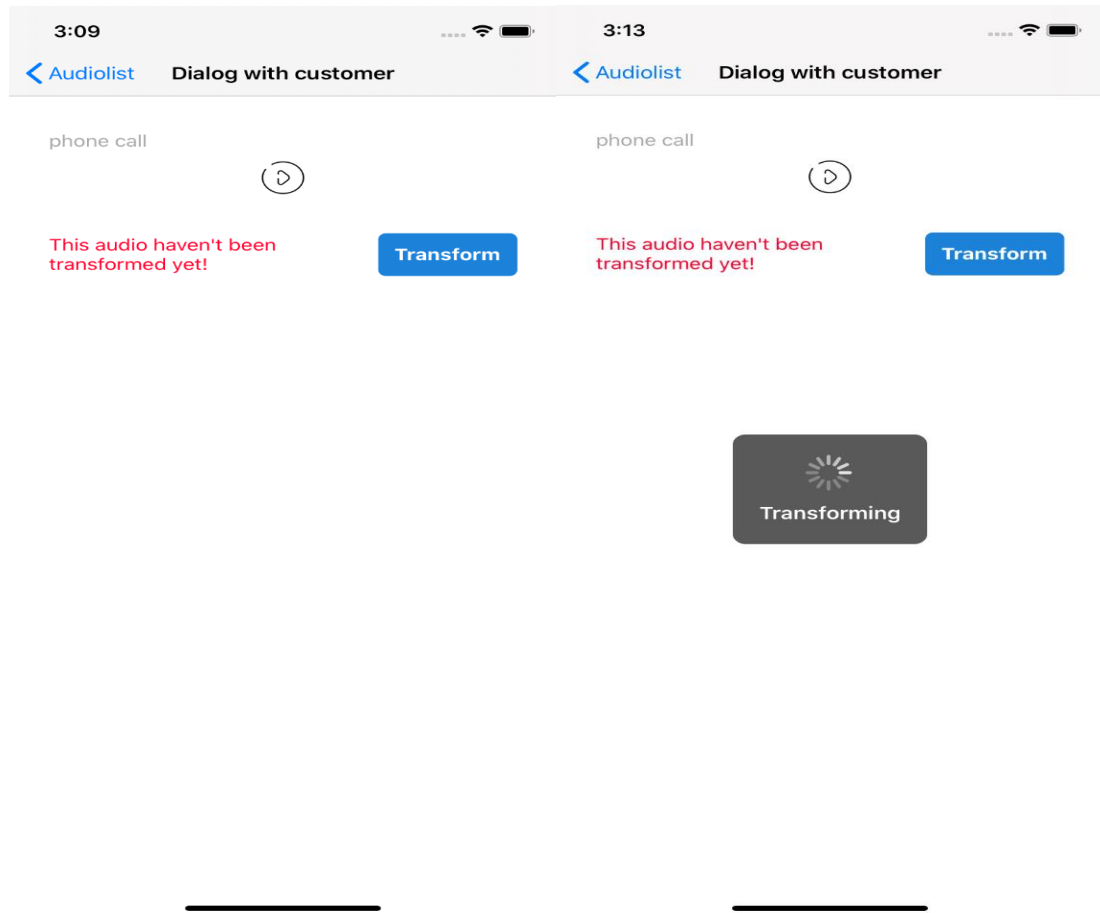 3:09
Audiolist Dialog with customer
phone call
This audio haven't been
transformed yet!
Transform
3:13
Audiolist Dialog with customer
phone call
This audio haven't been
transformed yet!
Transform
Transforming